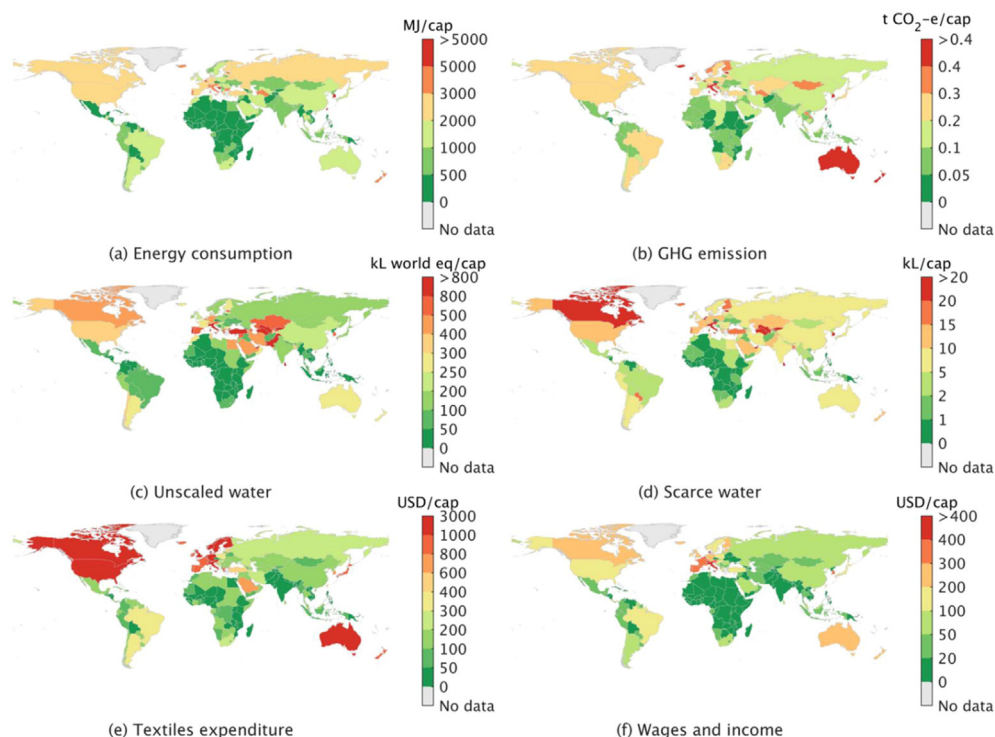 MJ/cap
>5000
5000
3000
2000
1000
500
0
No data
(a) Energy consumption
t CO₂-e/cap
>0.4
0.4
0.3
0.2
0.1
0.05
0
No data
(b) GHG emission
kL world eq/cap
>800
800
500
400
300
250
200
100
50
0
No data
(c) Unscaled water
kL/cap
>20
20
15
10
5
2
1
0
No data
(d) Scarce water
USD/cap
3000
1000
800
600
400
300
200
100
50
0
No data
(e) Textiles expenditure
USD/cap
>400
400
300
200
100
50
20
0
No data
(f) Wages and income